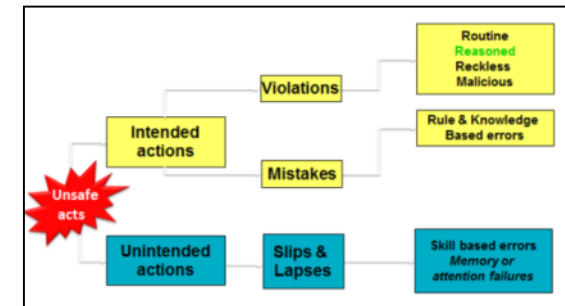 Routine
Reasoned
Reckless
Malicious
Violations
Rule & Knowledge
Based errors
Intended
actions
Mistakes
Unsafe
acts
Unintended
actions
Slips &
Lapses
Skill based errors
Memory or
attention failures